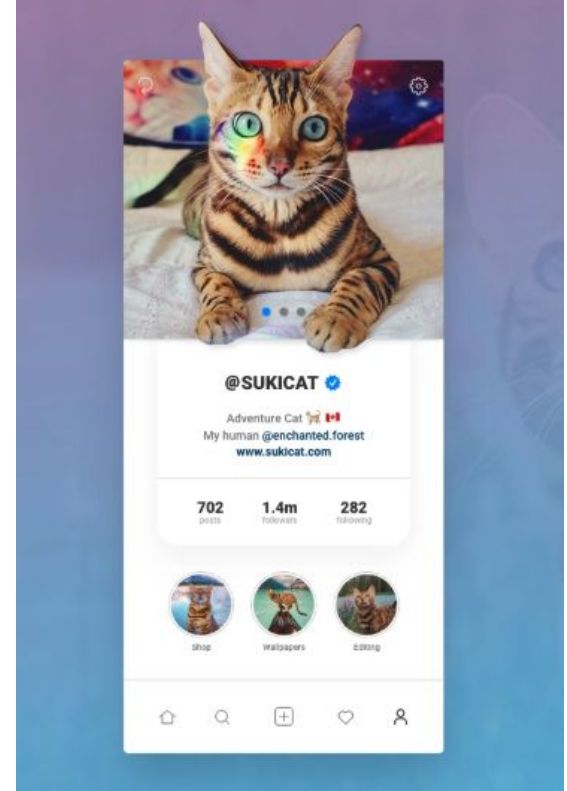 @SUKICAT
Adventure Cat 🐆 🇨🇦
My human @enchanted.forest
www.sukicat.com
702 1.4m 282
posts followers following
Shop Wallpapers Editing